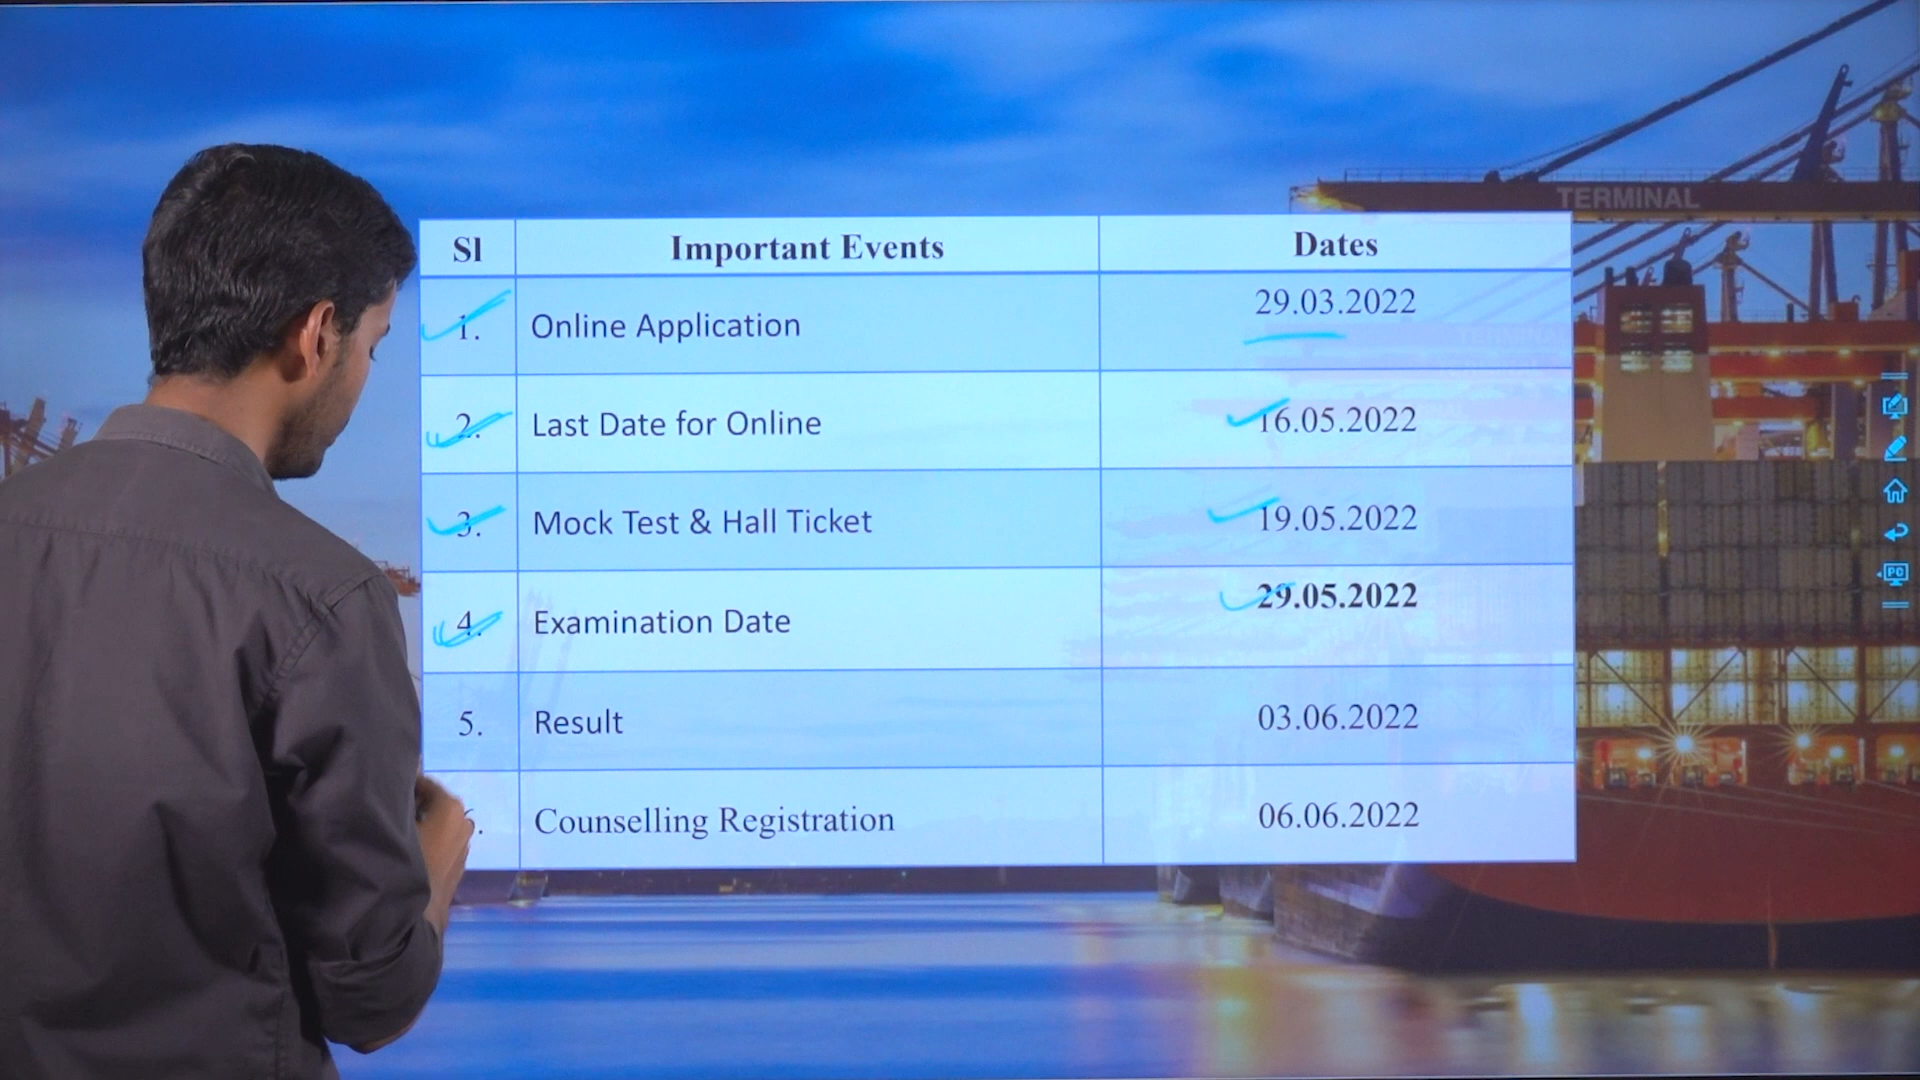 TERMINAL
Sl Important Events Dates
1. Online Application 29.03.2022
2. Last Date for Online 16.05.2022
3. Mock Test & Hall Ticket 19.05.2022
4. Examination Date 29.05.2022
5. Result 03.06.2022
6. Counselling Registration 06.06.2022
PC